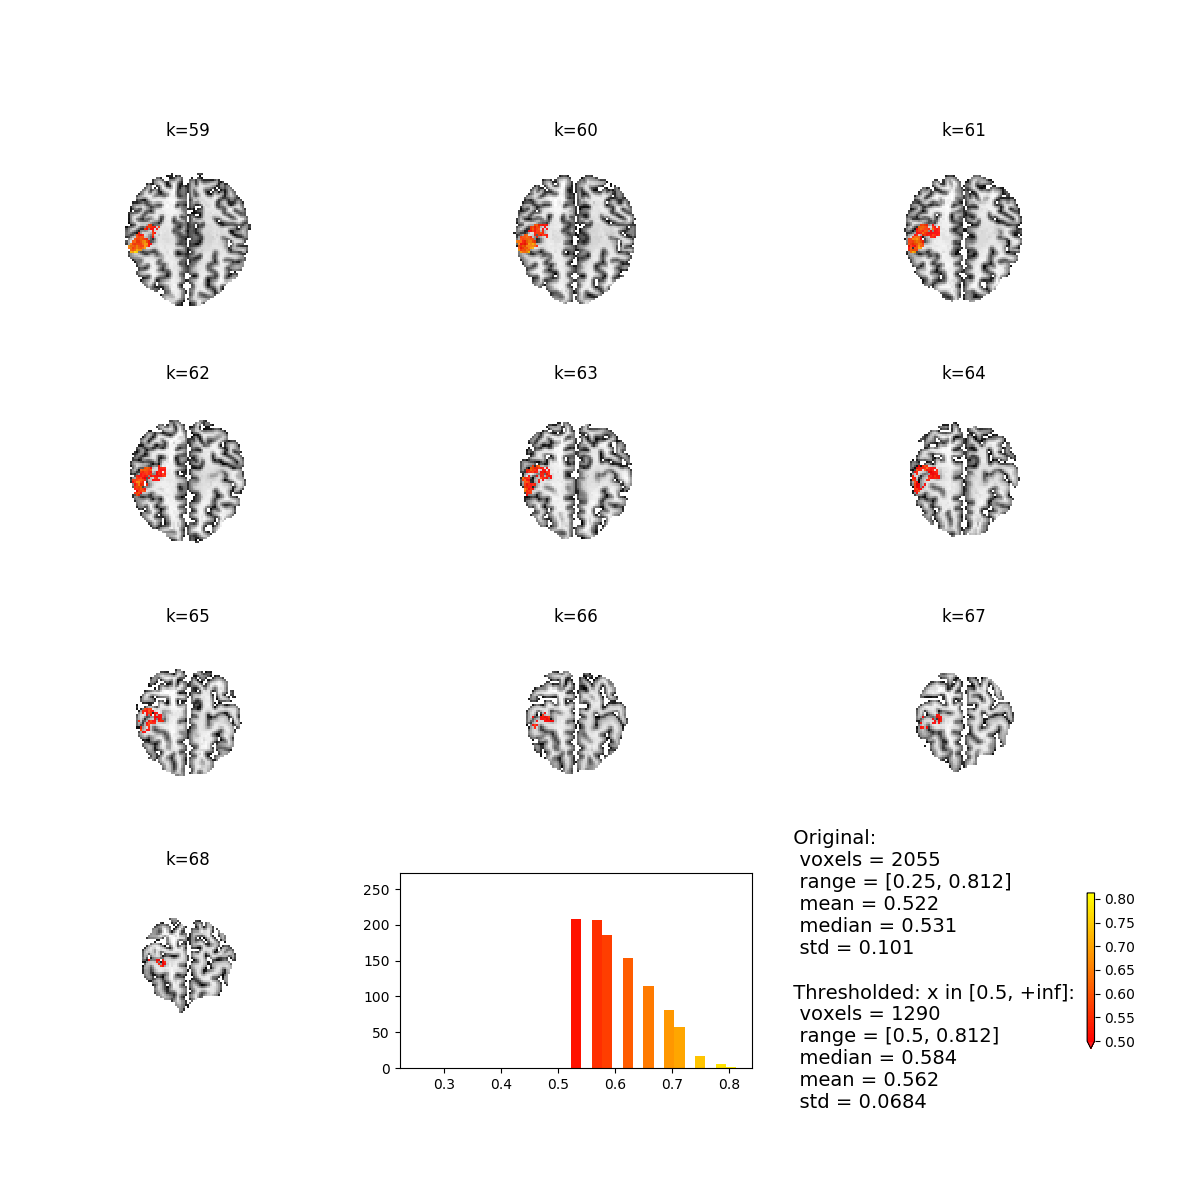 k=59
k=60
k=61
k=62
k=63
k=64
k=65
k=66
k=67
k=68
250
200
150
100
50
0
0.3 0.4 0.5 0.6 0.7 0.8
Original:
voxels = 2055
range = [0.25, 0.812]
mean = 0.522
median = 0.531
std = 0.101
Thresholded: x in [0.5, +inf]:
voxels = 1290
range = [0.5, 0.812]
median = 0.584
mean = 0.562
std = 0.0684
0.80
0.75
0.70
0.65
0.60
0.55
0.50